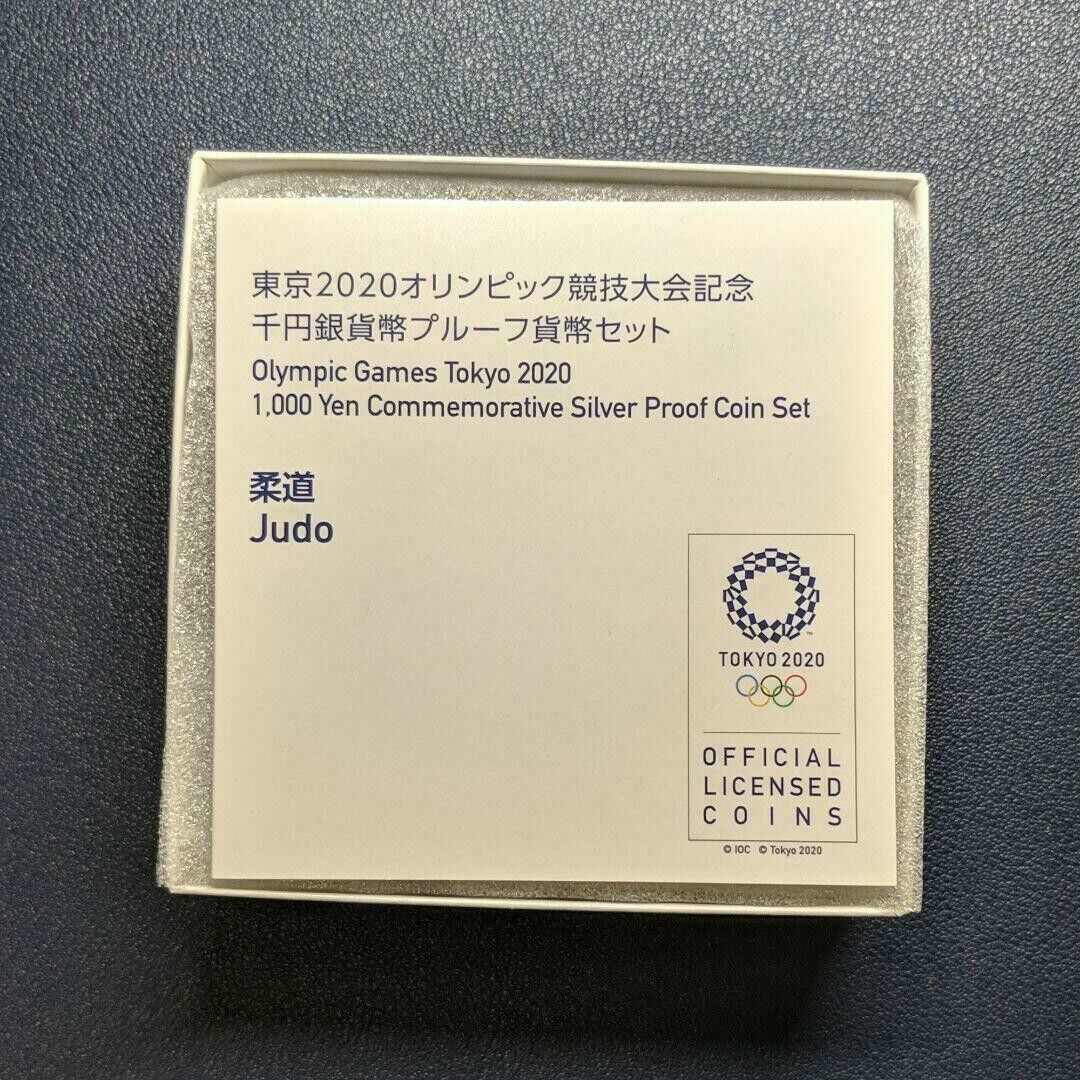 東京2020オリンピック競技大会記念
千円銀貨幣プルーフ貨幣セット
Olympic Games Tokyo 2020
1,000 Yen Commemorative Silver Proof Coin Set
柔道
Judo
TM
TOKYO 2020
OFFICIAL
LICENSED
COINS
© IOC © Tokyo 2020